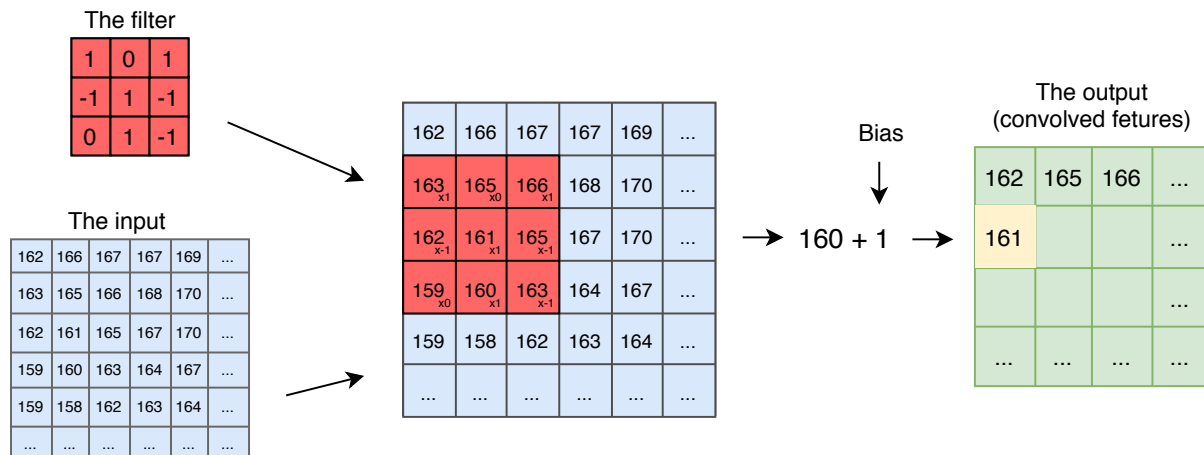 The filter
1 0 1
-1 1 -1
0 1 -1
The input
162 166 167 167 169 ...
163 165 166 168 170 ...
162 161 165 167 170 ...
159 160 163 164 167 ...
159 158 162 163 164 ...
... ... ... ... ... ...
162 166 167 167 169 ...
163 x1 165 x0 166 x1 168 170 ...
162 x-1 161 x1 165 x-1 167 170 ...
159 x0 160 x1 163 x-1 164 167 ...
159 158 162 163 164 ...
... ... ... ... ... ...
Bias
160 + 1
The output
(convolved fetures)
162 165 166 ...
161
...
... ... ... ...